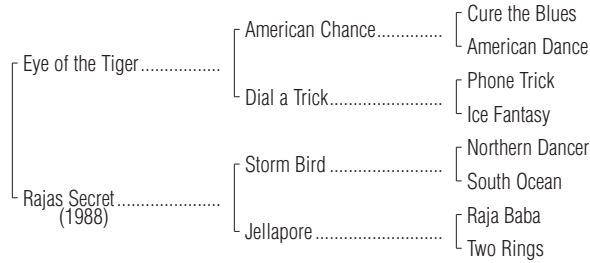 Cure the Blues
American Chance..............
American Dance
Eye of the Tiger.................
Phone Trick
Dial a Trick........................
Ice Fantasy
Northern Dancer
Storm Bird ........................
South Ocean
Rajas Secret......................
(1988)
Raja Baba
Jellapore ...........................
Two Rings